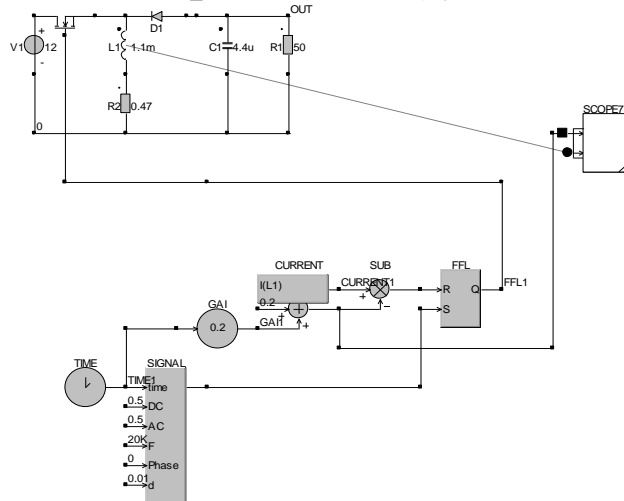 OUT
D1
V1 12
+
-
L1 1.1m
C1 4.4u
R1 50
R2 0.47
0
SCOPE7
CURRENT
I(L1)
CURRENT1
SUB
+
−
FFL
R Q
S
FFL1
0.2
+
+
GAI
0.2
GAI1
TIME
TIME1
SIGNAL
time
0.5
DC
0.5
AC
20K
F
0
Phase
0.01
d